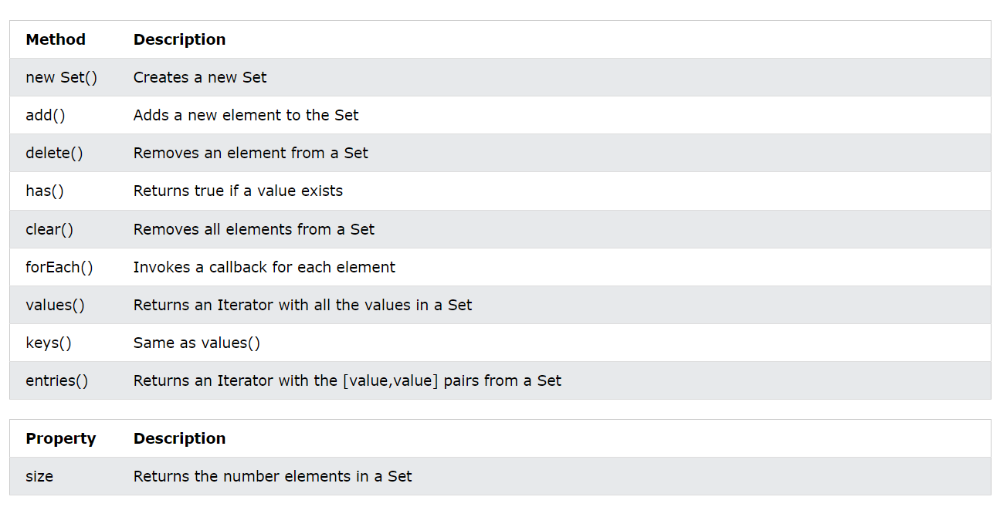 Method Description
new Set() Creates a new Set
add() Adds a new element to the Set
delete() Removes an element from a Set
has() Returns true if a value exists
clear() Removes all elements from a Set
forEach() Invokes a callback for each element
values() Returns an Iterator with all the values in a Set
keys() Same as values()
entries() Returns an Iterator with the [value,value] pairs from a Set
Property Description
size Returns the number elements in a Set